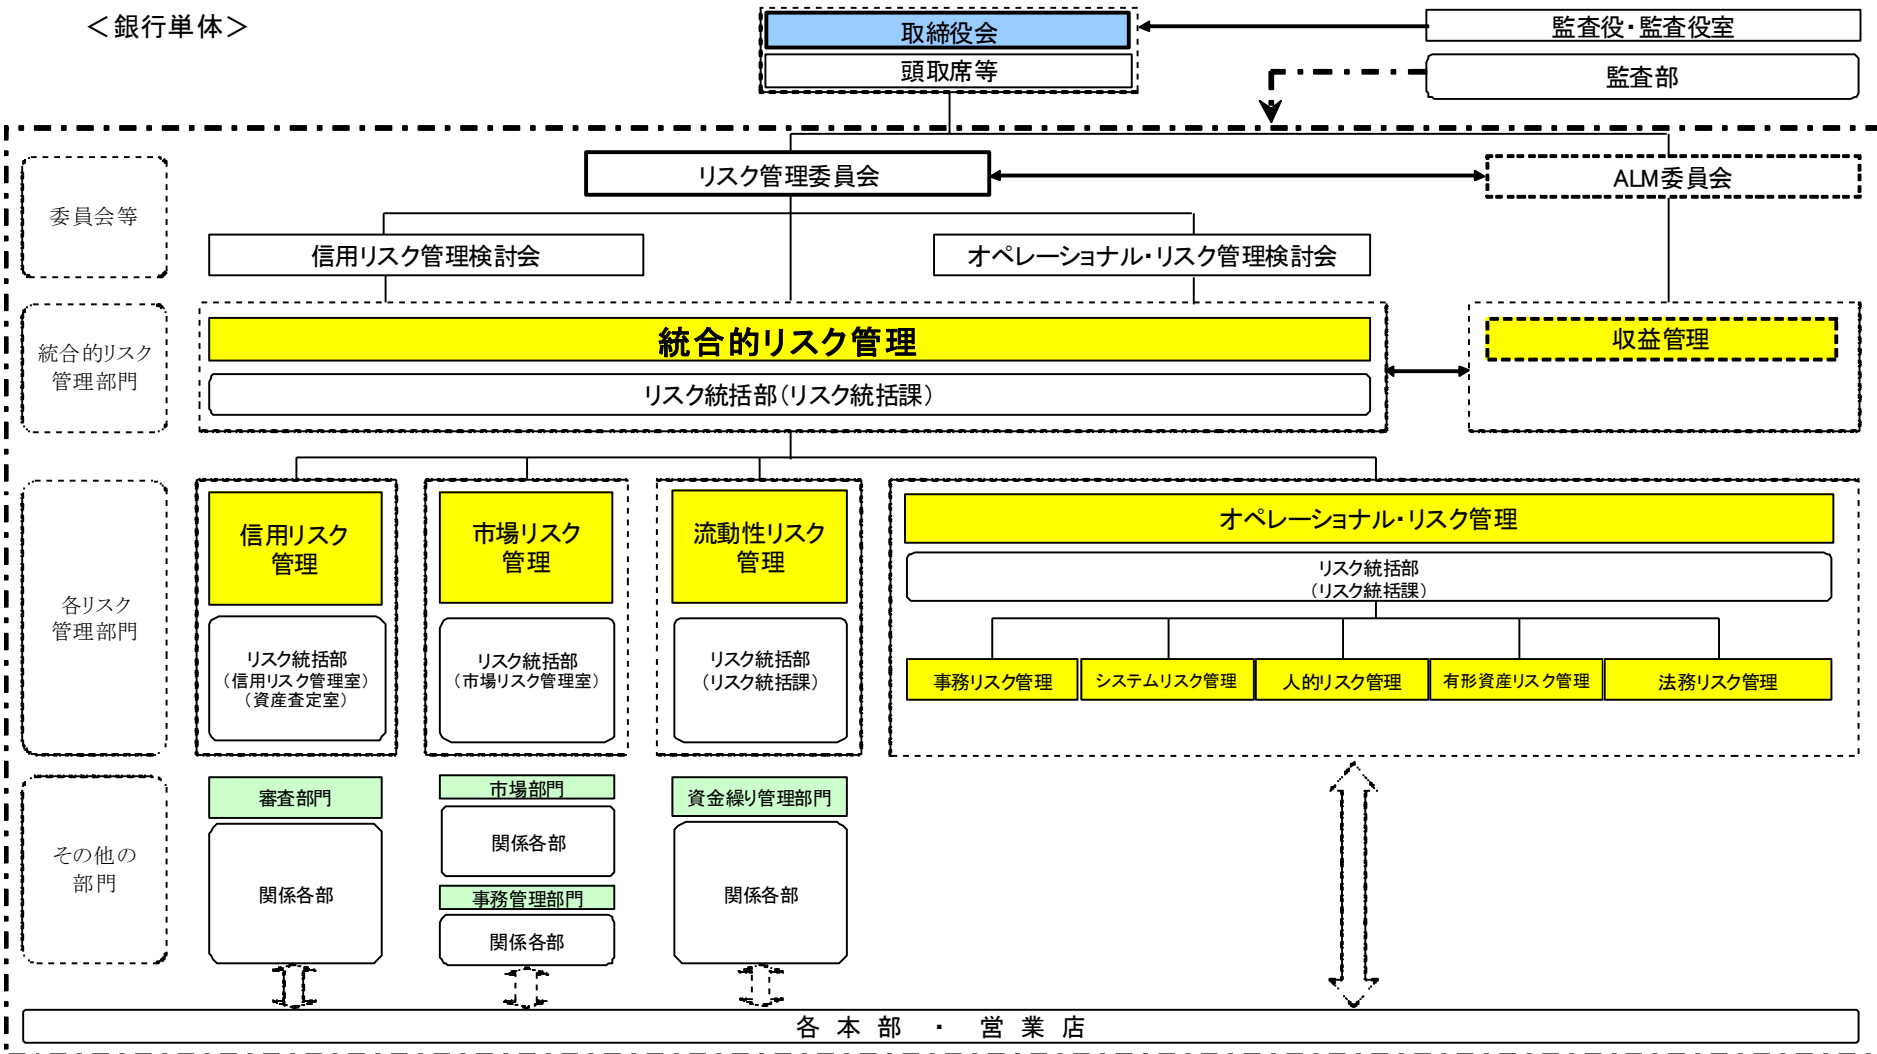 ＜銀行単体＞
取締役会
頭取席等
監査役・監査役室
監査部
委員会等
リスク管理委員会
ALM委員会
信用リスク管理検討会
オペレーショナル・リスク管理検討会
統合的リスク
管理部門
統合的リスク管理
リスク統括部（リスク統括課）
収益管理
各リスク
管理部門
信用リスク
管理
リスク統括部
（信用リスク管理室）
（資産査定室）
市場リスク
管理
リスク統括部
（市場リスク管理室）
流動性リスク
管理
リスク統括部
（リスク統括課）
オペレーショナル・リスク管理
リスク統括部
（リスク統括課）
事務リスク管理
システムリスク管理
人的リスク管理
有形資産リスク管理
法務リスク管理
その他の
部門
審査部門
関係各部
市場部門
関係各部
事務管理部門
関係各部
資金繰り管理部門
関係各部
各 本 部 ・ 営 業 店